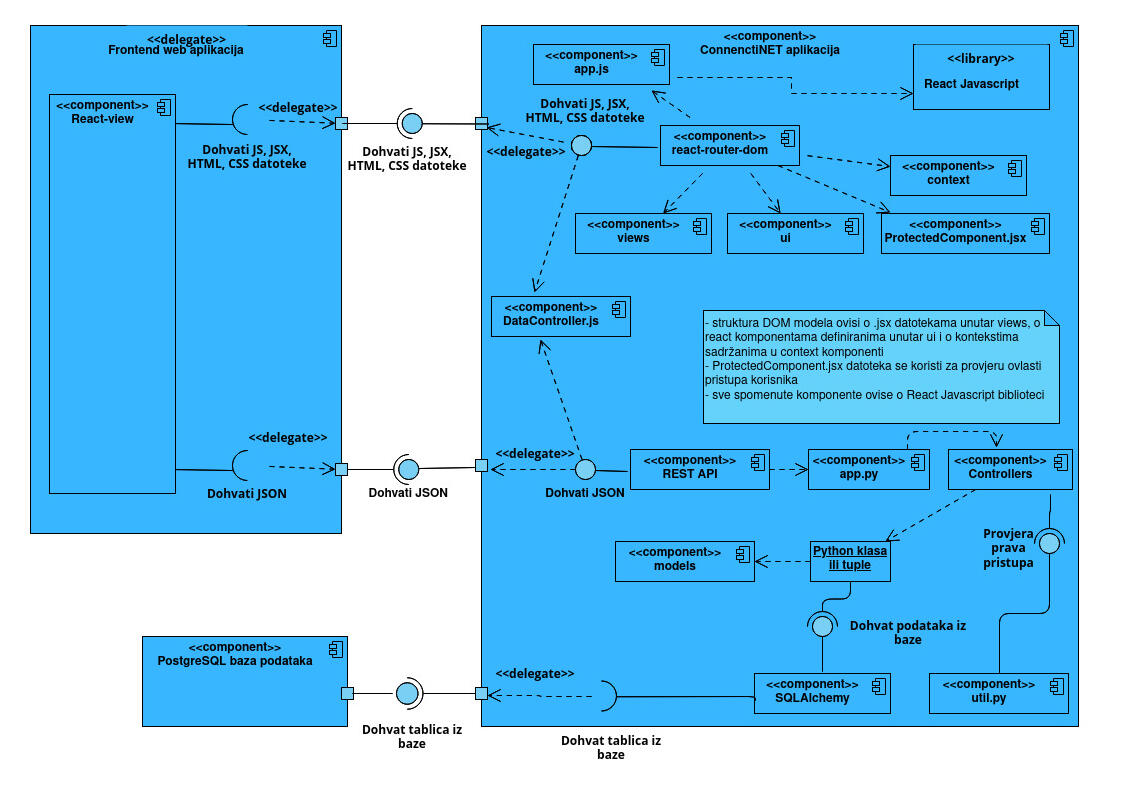 <<delegate>>
Frontend web aplikacija
<<component>>
React-view
<<delegate>>
Dohvati JS, JSX,
HTML, CSS datoteke
<<delegate>>
Dohvati JSON
Dohvati JS, JSX,
HTML, CSS datoteke
Dohvati JSON
<<component>>
ConnenctiNET aplikacija
<<component>>
app.js
<<library>>
React Javascript
Dohvati JS, JSX,
HTML, CSS datoteke
<<delegate>>
<<component>>
react-router-dom
<<component>>
context
<<component>>
views
<<component>>
ui
<<component>>
ProtectedComponent.jsx
<<component>>
DataController.js
- struktura DOM modela ovisi o .jsx datotekama unutar views, o
react komponentama definiranima unutar ui i o kontekstima
sadržanima u context komponenti
- ProtectedComponent.jsx datoteka se koristi za provjeru ovlasti
pristupa korisnika
- sve spomenute komponente ovise o React Javascript biblioteci
<<delegate>>
Dohvati JSON
<<component>>
REST API
<<component>>
app.py
<<component>>
Controllers
Provjera
prava
pristupa
<<component>>
models
Python klasa
ili tuple
Dohvat podataka iz
baze
<<component>>
PostgreSQL baza podataka
Dohvat tablica iz
baze
<<delegate>>
Dohvat tablica iz
baze
<<component>>
SQLAlchemy
<<component>>
util.py